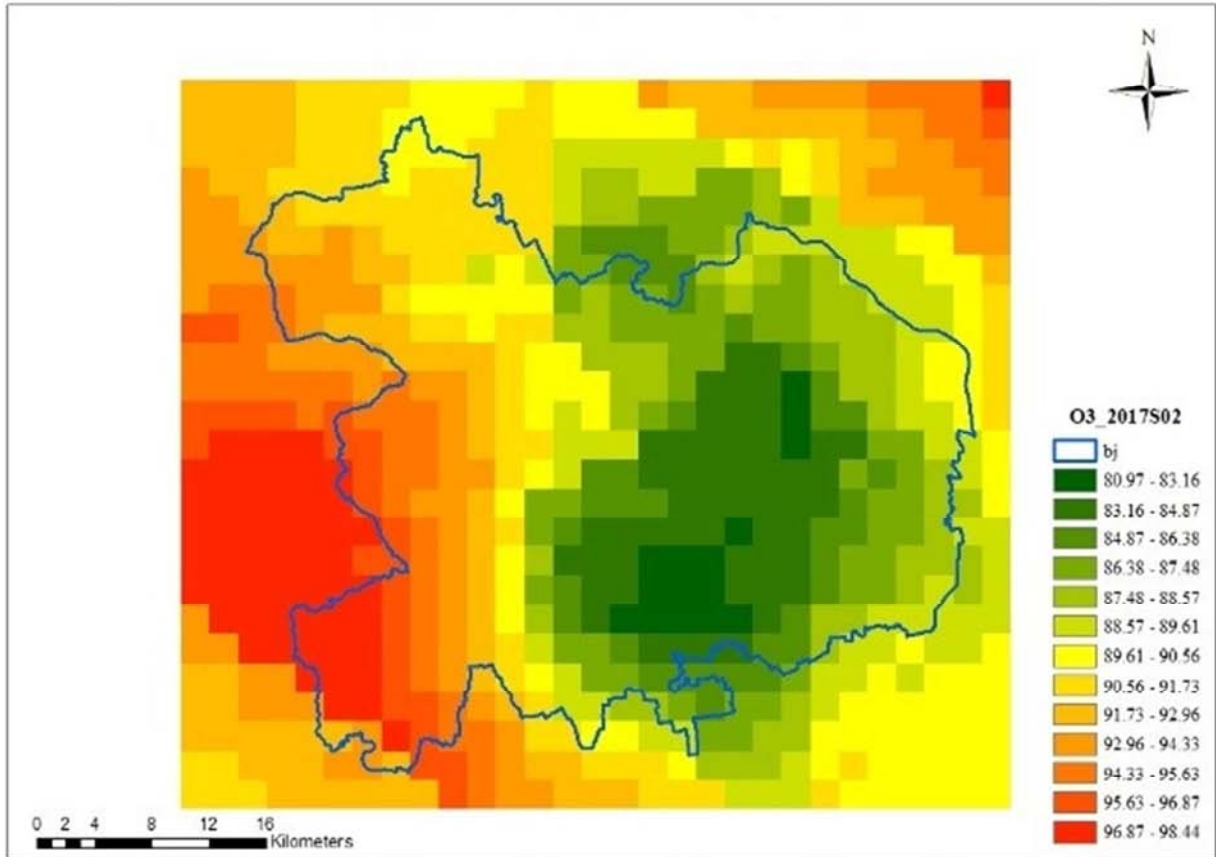 N
O3_2017S02
bj
80.97 - 83.16
83.16 - 84.87
84.87 - 86.38
86.38 - 87.48
87.48 - 88.57
88.57 - 89.61
89.61 - 90.56
90.56 - 91.73
91.73 - 92.96
92.96 - 94.33
94.33 - 95.63
95.63 - 96.87
96.87 - 98.44
0 2 4 8 12 16
Kilometers